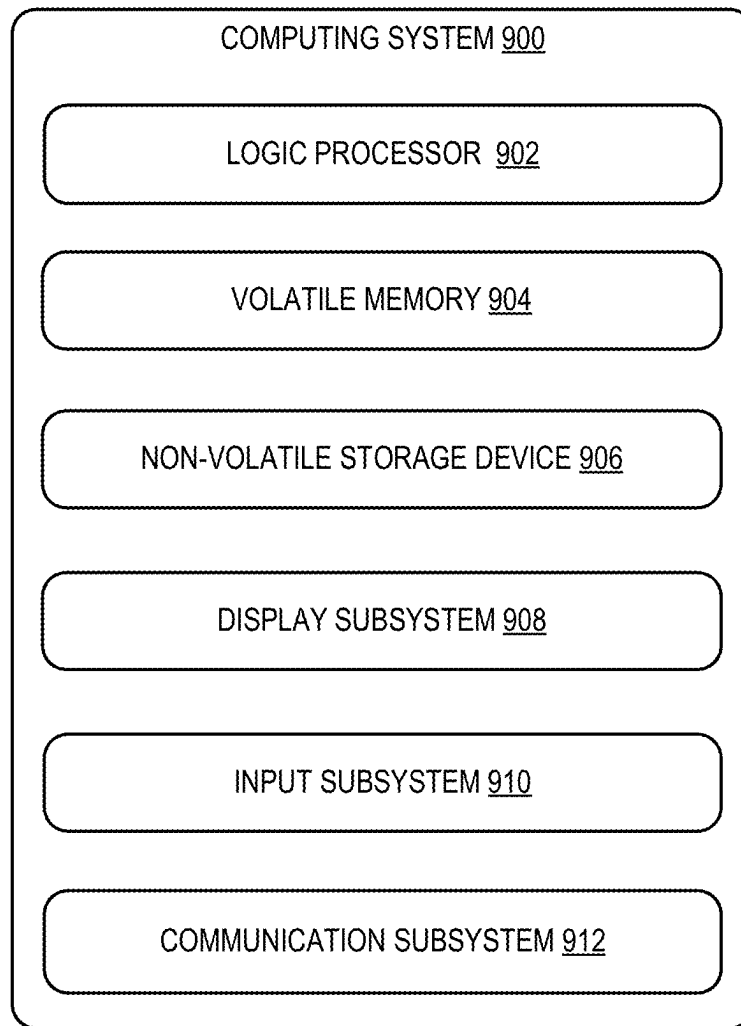 COMPUTING SYSTEM 900
LOGIC PROCESSOR 902
VOLATILE MEMORY 904
NON-VOLATILE STORAGE DEVICE 906
DISPLAY SUBSYSTEM 908
INPUT SUBSYSTEM 910
COMMUNICATION SUBSYSTEM 912